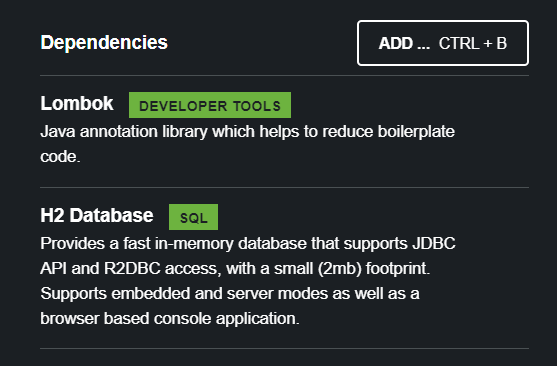 Dependencies
ADD ... CTRL + B
Lombok DEVELOPER TOOLS
Java annotation library which helps to reduce boilerplate
code.
H2 Database SQL
Provides a fast in-memory database that supports JDBC
API and R2DBC access, with a small (2mb) footprint.
Supports embedded and server modes as well as a
browser based console application.